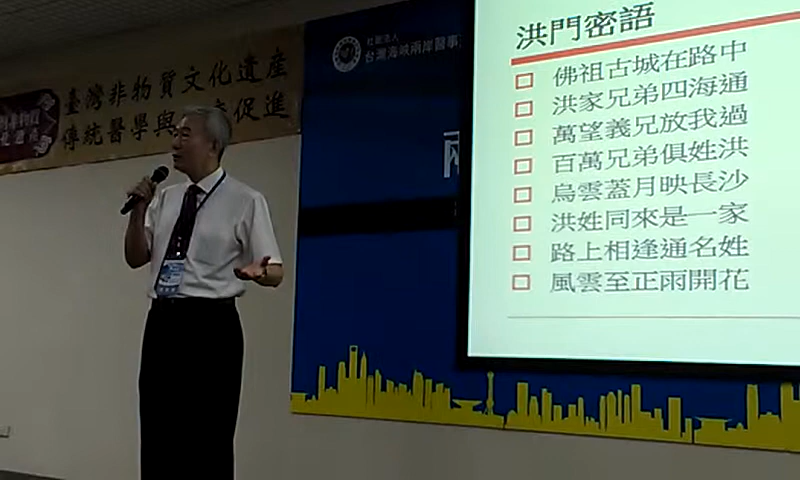 臺灣非物質文化遺產
傳統醫學與
促進
社團法人
台灣海峽兩岸醫事
洪門密語
佛祖古城在路中
洪家兄弟四海通
萬望義兄放我過
百萬兄弟俱姓洪
烏雲蓋月映長沙
洪姓同來是一家
路上相逢通名姓
風雲至正雨開花